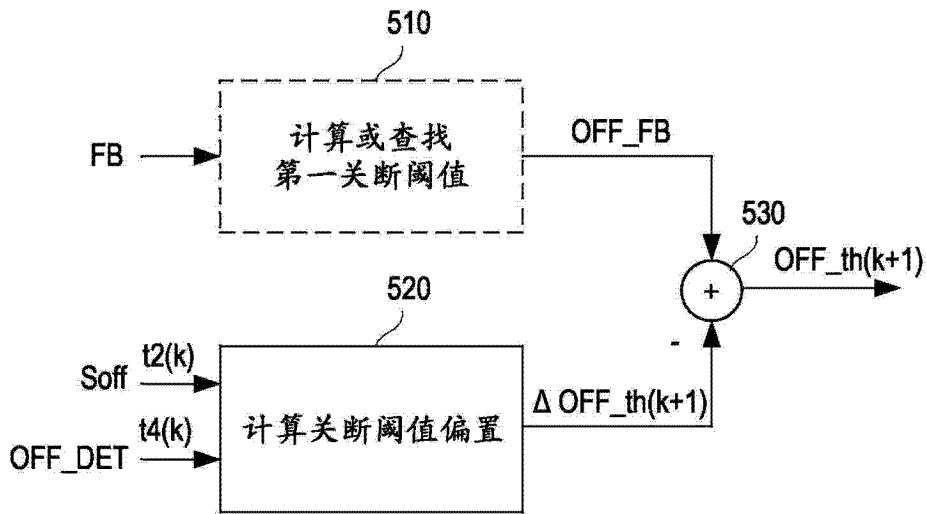 510
FB
计算或查找
第一关断阈值
OFF_FB
530
+
OFF_th(k+1)
-
520
Soff
t2(k)
OFF_DET
t4(k)
计算关断阈值偏置
Δ OFF_th(k+1)